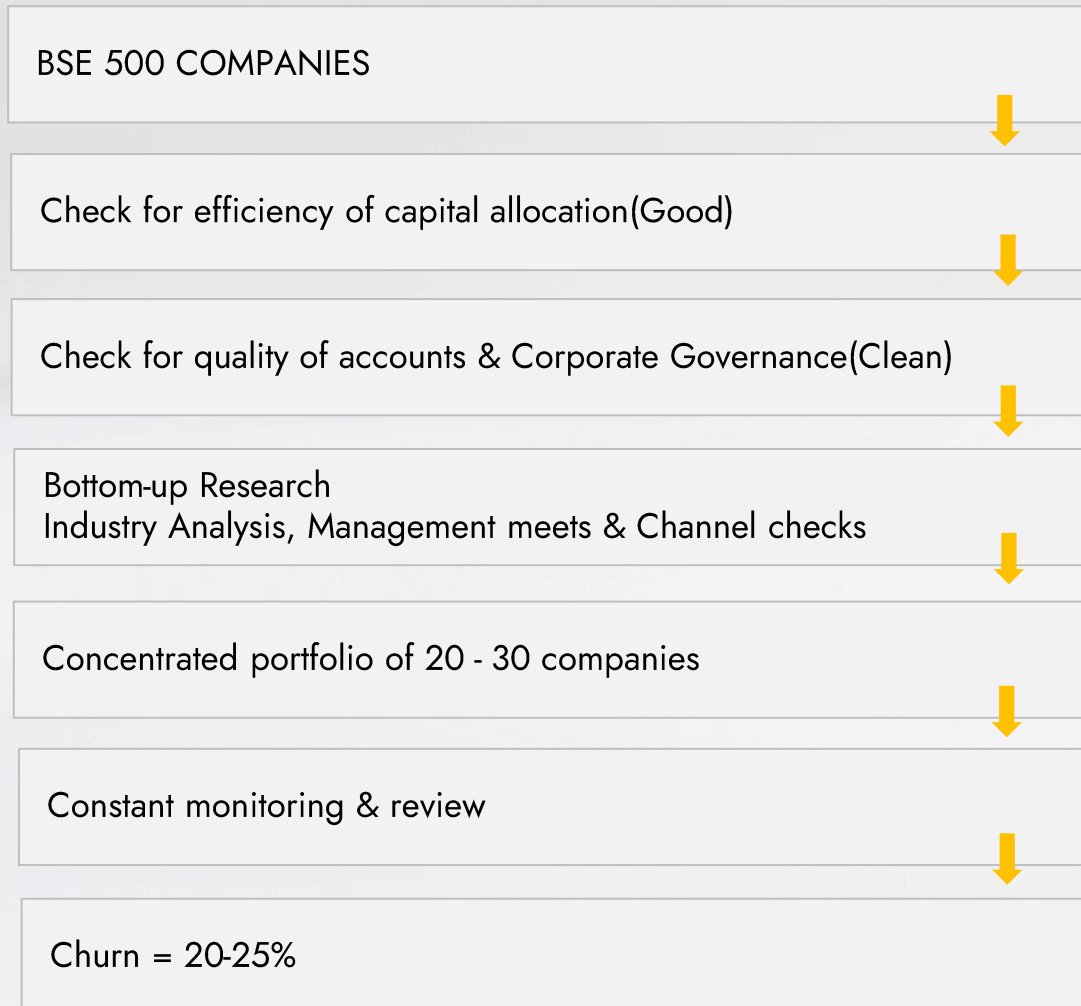 BSE 500 COMPANIES
Check for efficiency of capital allocation(Good)
Check for quality of accounts & Corporate Governance(Clean)
Bottom-up Research
Industry Analysis, Management meets & Channel checks
Concentrated portfolio of 20 - 30 companies
Constant monitoring & review
Churn = 20-25%